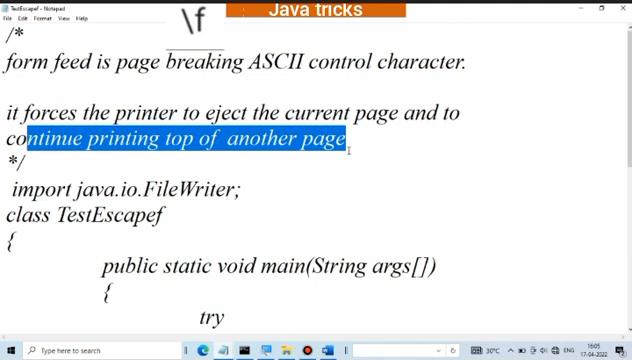 TestEscapef - Notepad
\f
Java tricks
File Edit Format View Help
/*
form feed is page breaking ASCII control character.
it forces the printer to eject the current page and to
continue printing top of another page
*/
import java.io.FileWriter;
class TestEscapef
{
public static void main(String args[])
{
try
Type here to search
30°C
ENG
16:05
17-04-2022